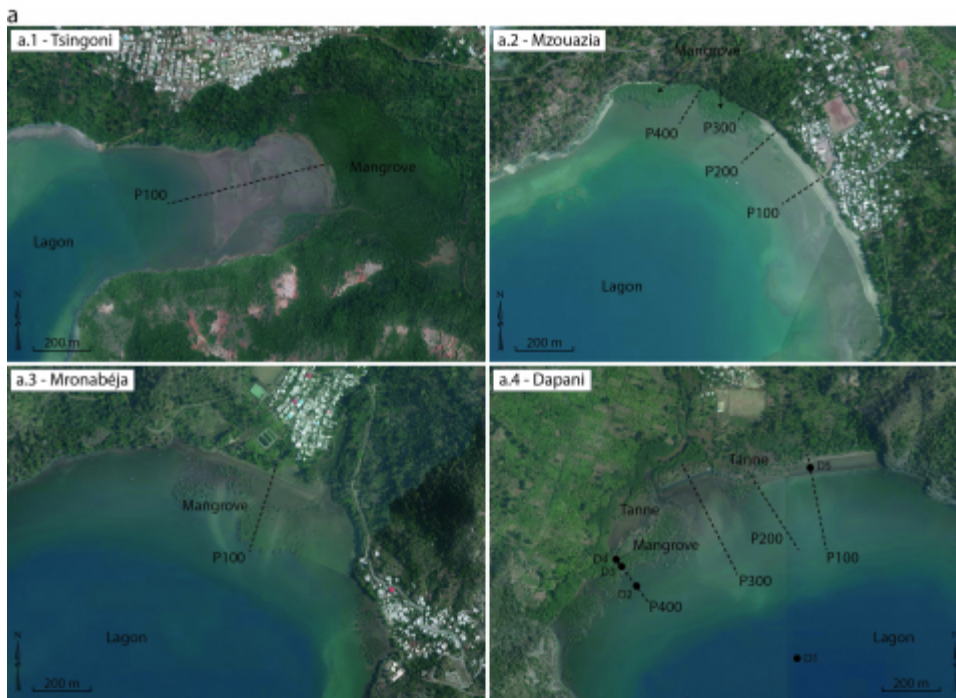 a
a.1 - Tsingoni
P100
Mangrove
Lagon
N
200 m
a.2 - Mzouazia
Mangrove
P400
P300
P200
P100
Lagon
N
200 m
a.3 - Mronabéja
Mangrove
P100
Lagon
N
200 m
a.4 - Dapani
Tanne
D5
Tanne
Mangrove
P200
P100
D4
D3
P300
D2
P400
Lagon
D1
N
200 m